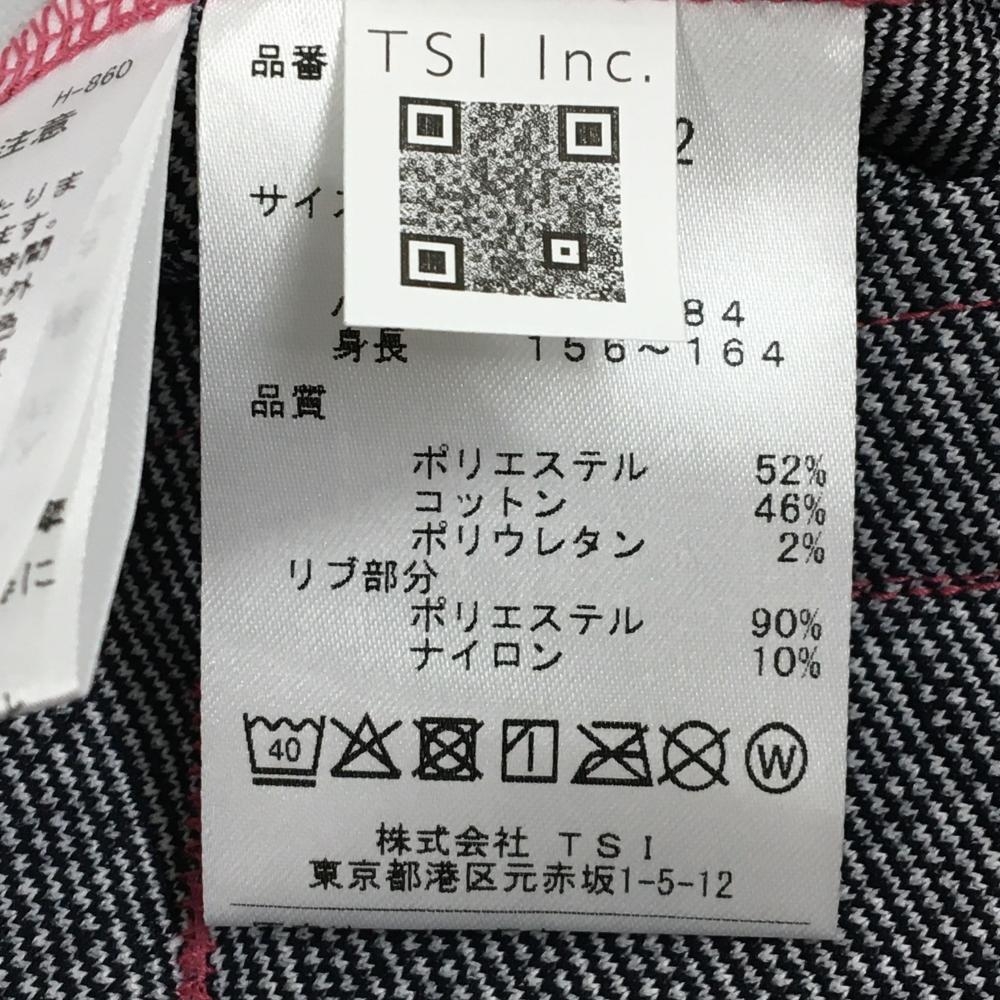 H-860
注意
とりま
ます。
時間
外
に
TSI Inc.
品番
2
サイズ
84
身長 156～164
品質
ポリエステル 52%
コットン 46%
ポリウレタン 2%
リブ部分
ポリエステル 90%
ナイロン 10%
40
W
株式会社 TSI
東京都港区元赤坂1-5-12